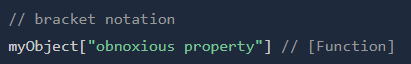 // bracket notation
myObject["obnoxious property"] // [Function]